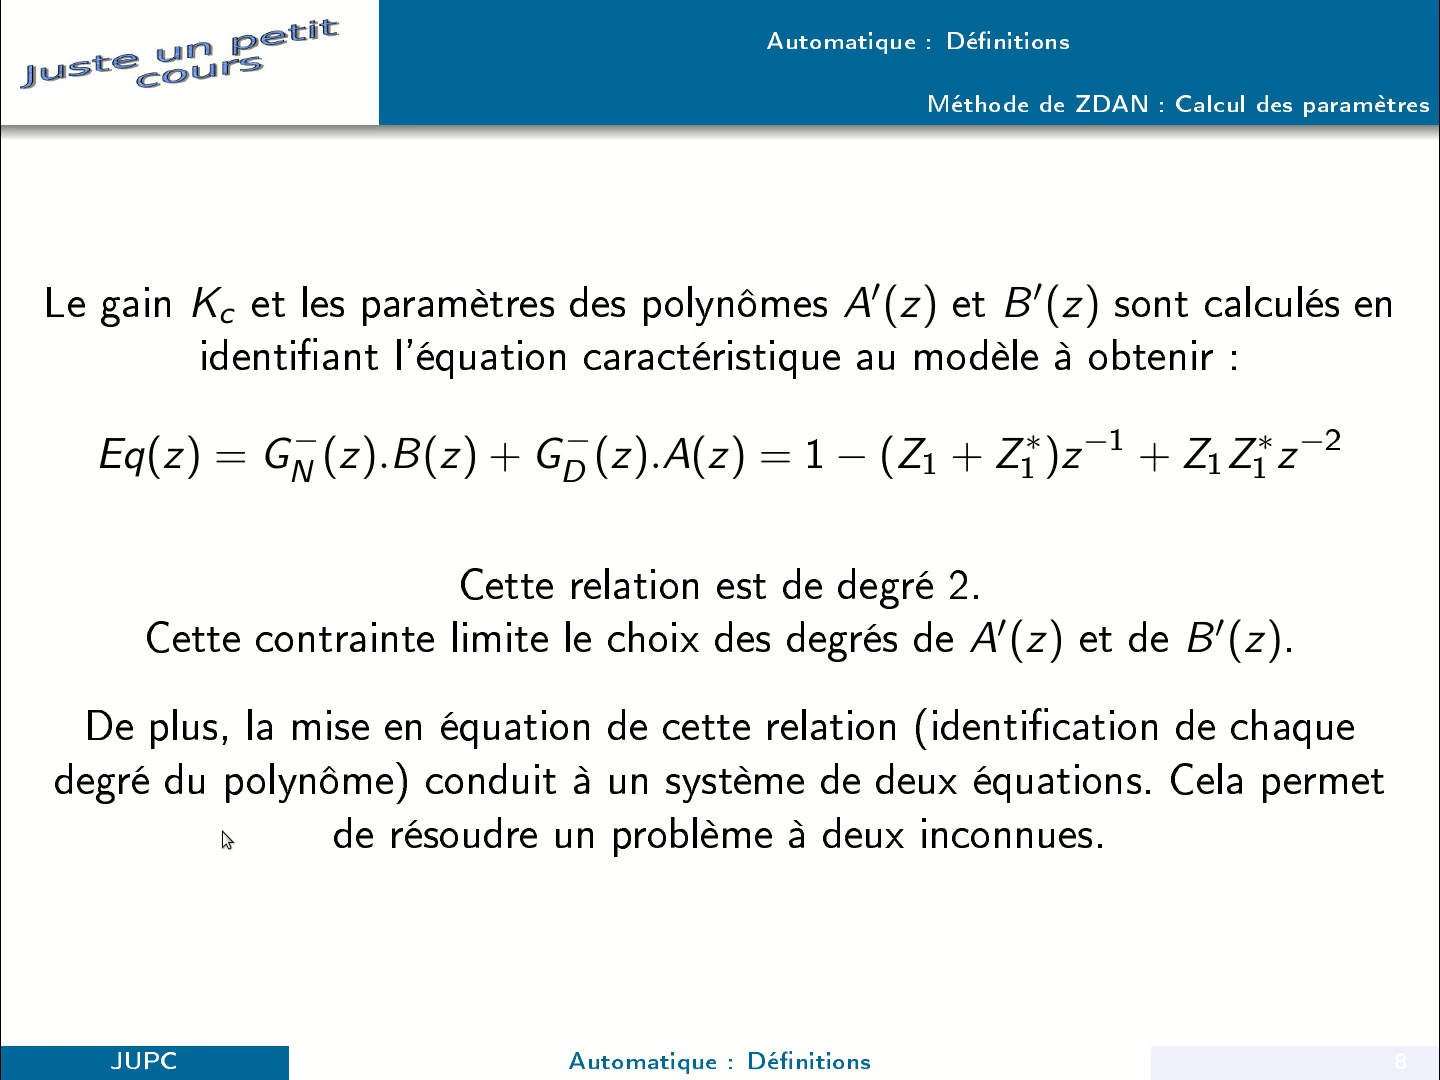 Juste un petit
cours
Automatique : Définitions
Méthode de ZDAN : Calcul des paramètres
Le gain K_c et les paramètres des polynômes A′(z) et B′(z) sont calculés en
identifiant l'équation caractéristique au modèle à obtenir :
Eq(z) = G_N^−(z).B(z) + G_D^−(z).A(z) = 1 − (Z_1 + Z_1^*)z^{−1} + Z_1Z_1^*z^{−2}
Cette relation est de degré 2.
Cette contrainte limite le choix des degrés de A′(z) et de B′(z).
De plus, la mise en équation de cette relation (identification de chaque
degré du polynôme) conduit à un système de deux équations. Cela permet
de résoudre un problème à deux inconnues.
JUPC
Automatique : Définitions
8